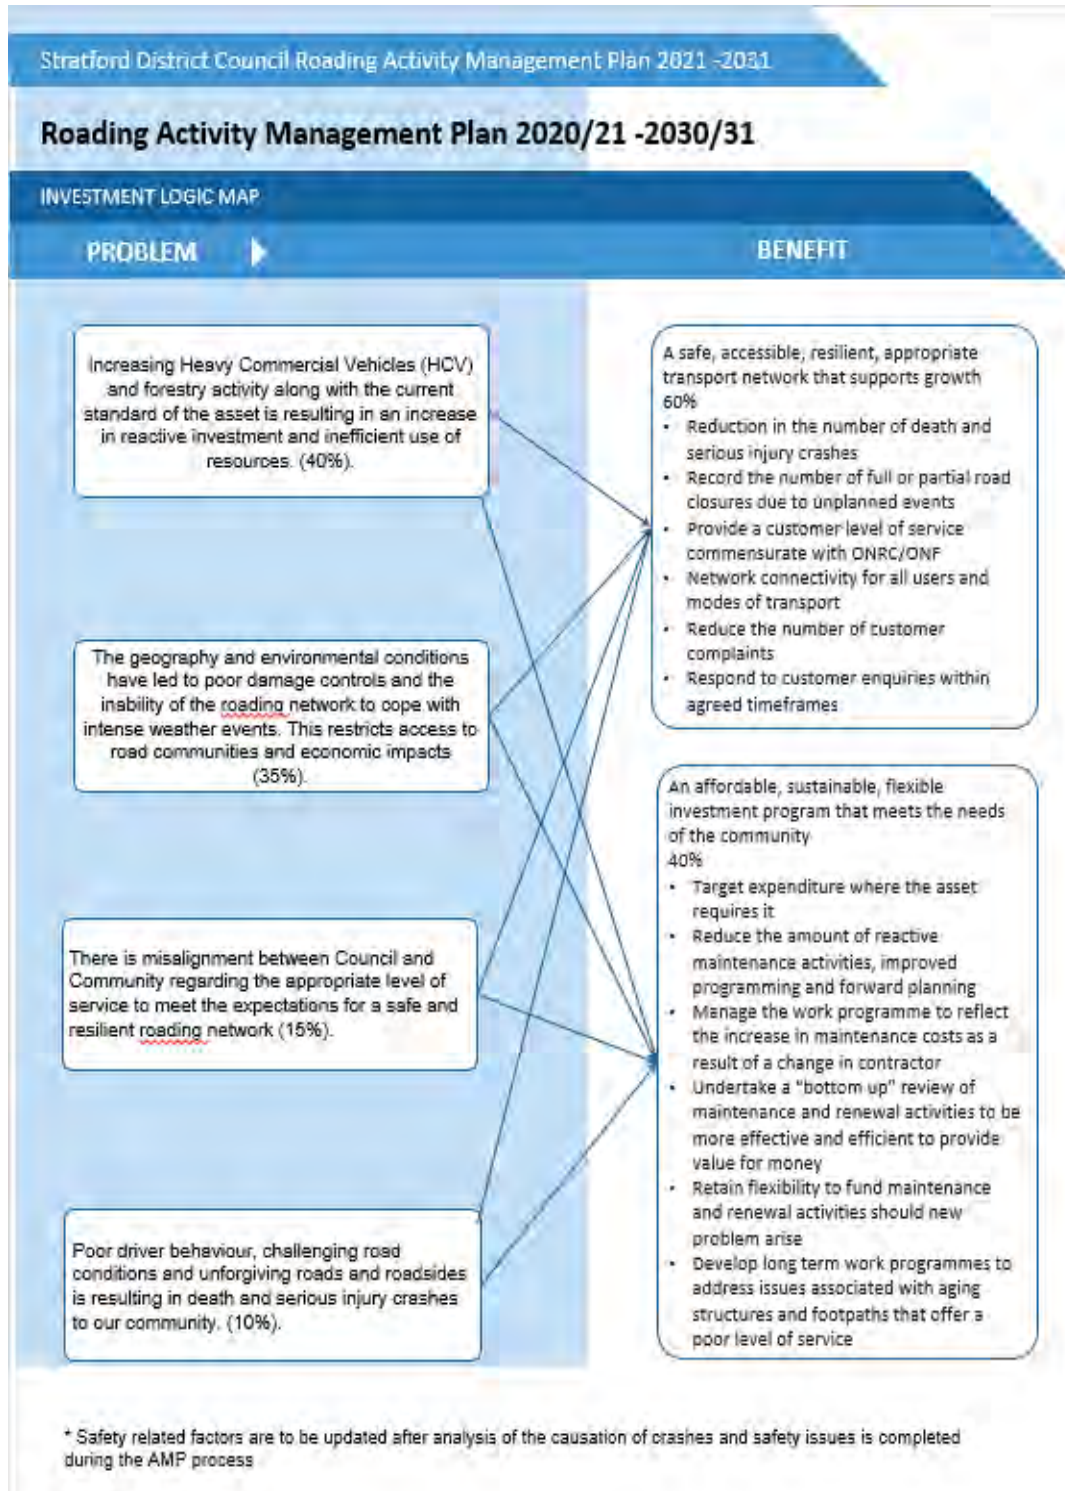 Stratford District Council Roading Activity Management Plan 2021 -2031
Roading Activity Management Plan 2020/21 -2030/31
INVESTMENT LOGIC MAP
PROBLEM
BENEFIT
Increasing Heavy Commercial Vehicles (HCV)
and forestry activity along with the current
standard of the asset is resulting in an increase
in reactive investment and inefficient use of
resources. (40%).
The geography and environmental conditions
have led to poor damage controls and the
inability of the roading network to cope with
intense weather events. This restricts access to
road communities and economic impacts
(35%).
There is misalignment between Council and
Community regarding the appropriate level of
service to meet the expectations for a safe and
resilient roading network (15%).
Poor driver behaviour, challenging road
conditions and unforgiving roads and roadsides
is resulting in death and serious injury crashes
to our community. (10%).
A safe, accessible, resilient, appropriate
transport network that supports growth
60%
• Reduction in the number of death and
serious injury crashes
• Record the number of full or partial road
closures due to unplanned events
• Provide a customer level of service
commensurate with ONRC/ONF
• Network connectivity for all users and
modes of transport
• Reduce the number of customer
complaints
• Respond to customer enquiries within
agreed timeframes
An affordable, sustainable, flexible
investment program that meets the needs
of the community
40%
• Target expenditure where the asset
requires it
• Reduce the amount of reactive
maintenance activities, improved
programming and forward planning
• Manage the work programme to reflect
the increase in maintenance costs as a
result of a change in contractor
• Undertake a "bottom up" review of
maintenance and renewal activities to be
more effective and efficient to provide
value for money
• Retain flexibility to fund maintenance
and renewal activities should new
problem arise
• Develop long term work programmes to
address issues associated with aging
structures and footpaths that offer a
poor level of service
* Safety related factors are to be updated after analysis of the causation of crashes and safety issues is completed
during the AMP process